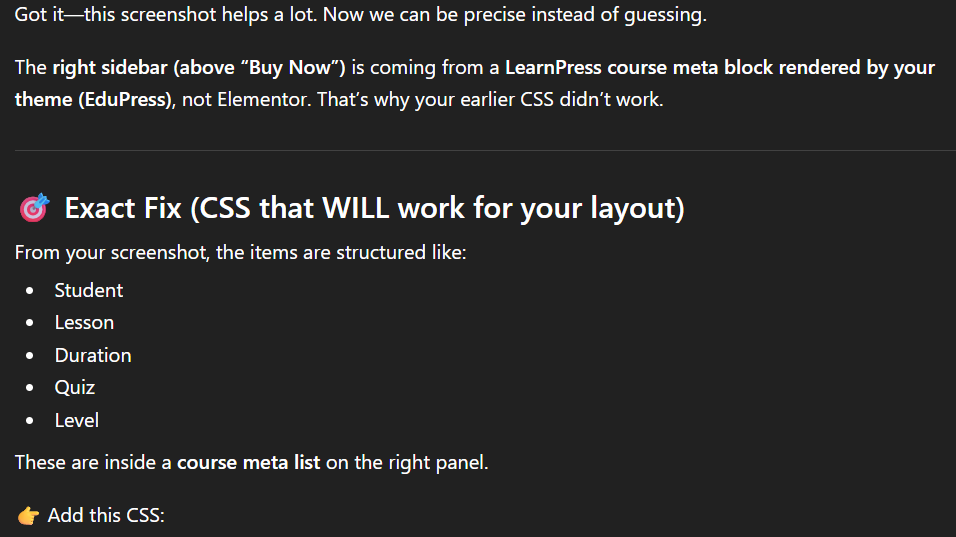 Got it—this screenshot helps a lot. Now we can be precise instead of guessing.
The right sidebar (above “Buy Now”) is coming from a LearnPress course meta block rendered by your
theme (EduPress), not Elementor. That’s why your earlier CSS didn’t work.
🎯 Exact Fix (CSS that WILL work for your layout)
From your screenshot, the items are structured like:
• Student
• Lesson
• Duration
• Quiz
• Level
These are inside a course meta list on the right panel.
👉 Add this CSS: